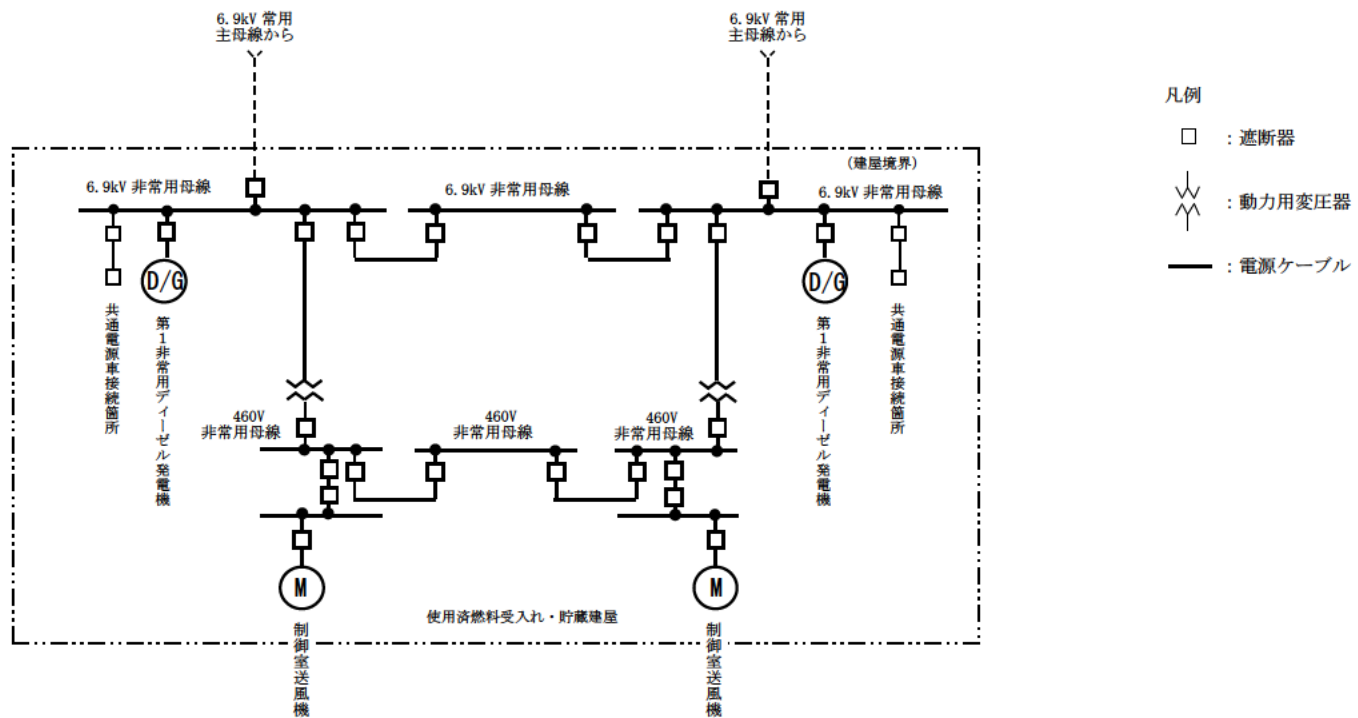 6.9kV 常用
主母線から
6.9kV 常用
主母線から
凡例
：遮断器
：動力用変圧器
：電源ケーブル
(建屋境界)
6.9kV 非常用母線
6.9kV 非常用母線
6.9kV 非常用母線
D/G
D/G
共通電源車接続箇所
第1非常用ディーゼル発電機
第1非常用ディーゼル発電機
共通電源車接続箇所
460V
非常用母線
460V
非常用母線
460V
非常用母線
M
M
使用済燃料受入れ・貯蔵建屋
制御室送風機
制御室送風機